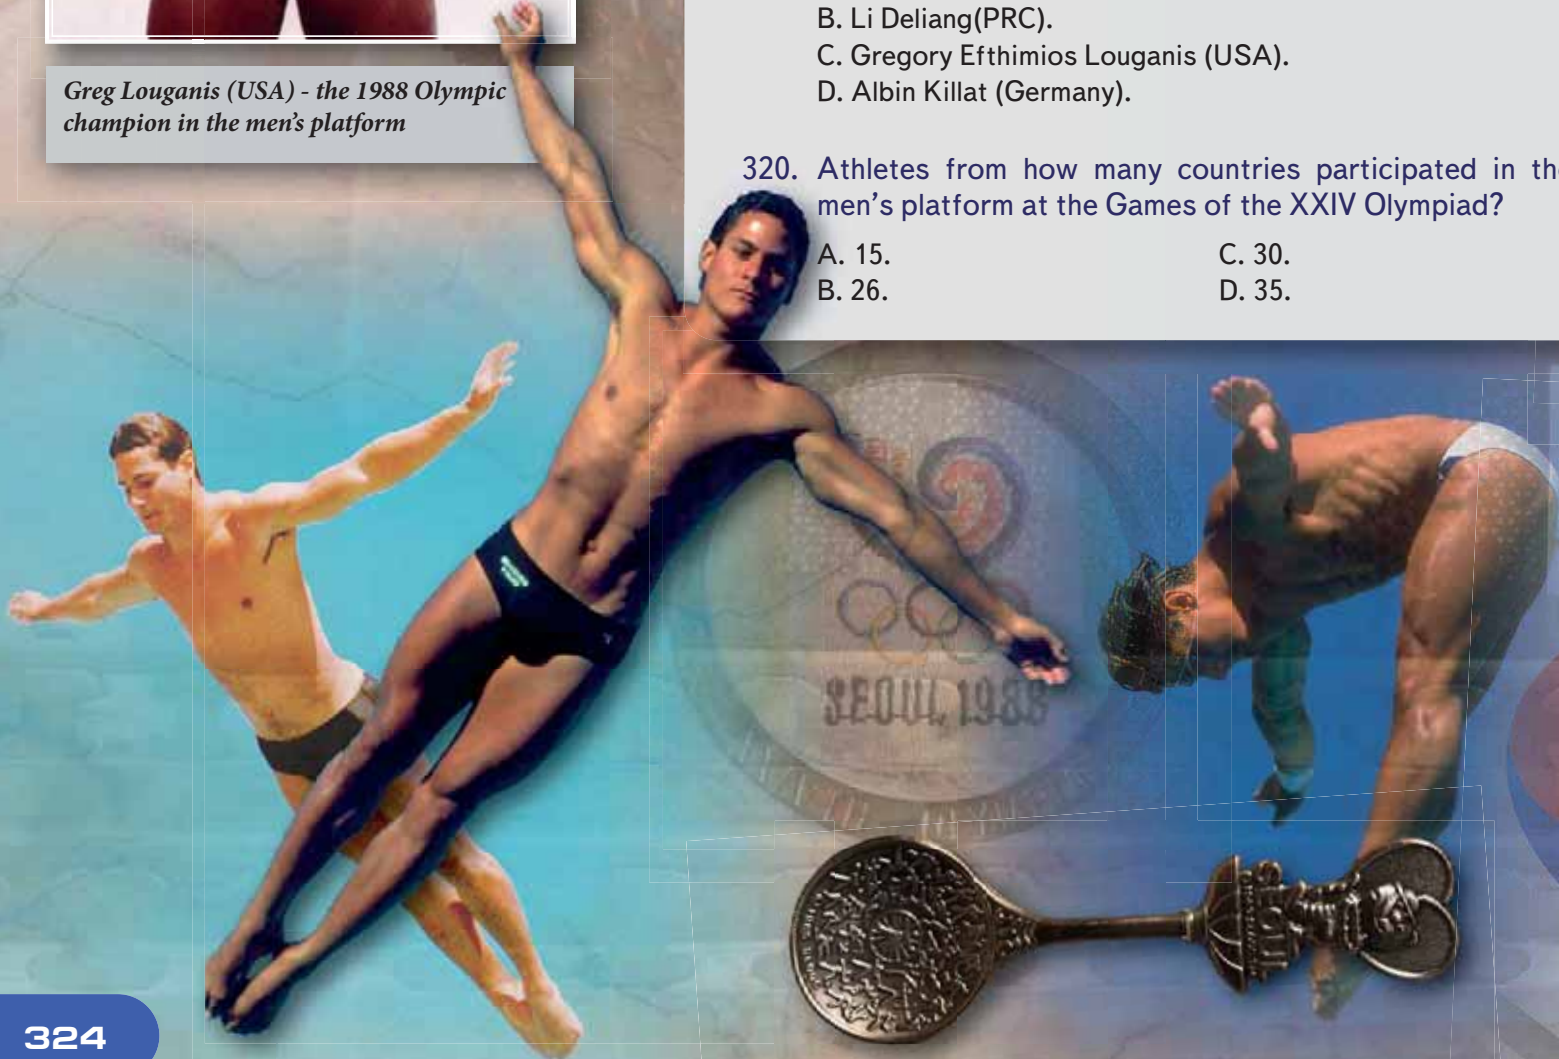 Greg Louganis (USA) - the 1988 Olympic
champion in the men's platform
B. Li Deliang(PRC).
C. Gregory Efthimios Louganis (USA).
D. Albin Killat (Germany).
320. Athletes from how many countries participated in the
men's platform at the Games of the XXIV Olympiad?
A. 15.
B. 26.
C. 30.
D. 35.
SEOUL, 1988
324